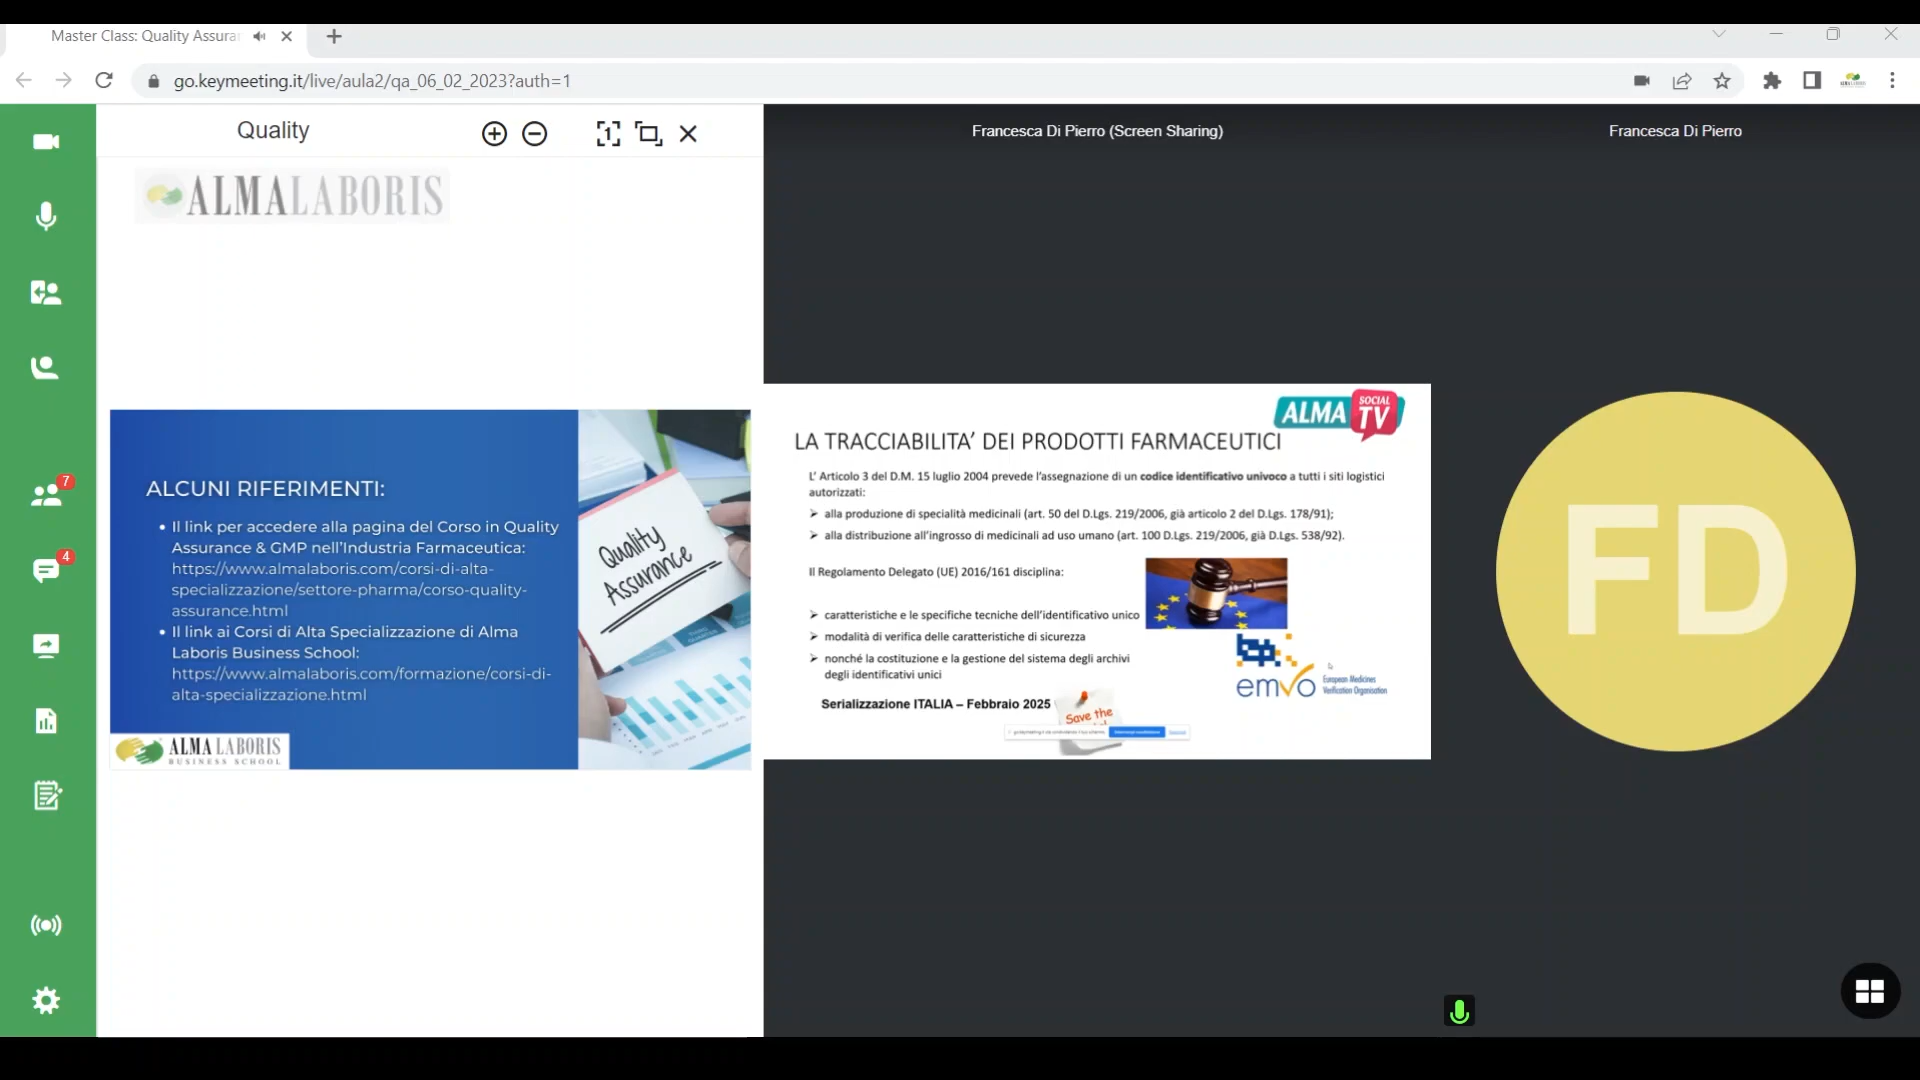 Master Class: Quality Assura
go.keymeeting.it/live/aula2/qa_06_02_2023?auth=1
Quality
ALMALABORIS
Francesca Di Pierro (Screen Sharing)
Francesca Di Pierro
7
4
ALCUNI RIFERIMENTI:
• Il link per accedere alla pagina del Corso in Quality
Assurance & GMP nell'Industria Farmaceutica:
https://www.almalaboris.com/corsi-di-alta-
specializzazione/settore-pharma/corso-quality-
assurance.html
• Il link ai Corsi di Alta Specializzazione di Alma
Laboris Business School:
https://www.almalaboris.com/formazione/corsi-di-
alta-specializzazione.html
Quality
Assurance
ALMA LABORIS
BUSINESS SCHOOL
ALMA SOCIAL TV
LA TRACCIABILITA' DEI PRODOTTI FARMACEUTICI
L' Articolo 3 del D.M. 15 luglio 2004 prevede l'assegnazione di un codice identificativo univoco a tutti i siti logistici
autorizzati:
➢ alla produzione di specialità medicinali (art. 50 del D.Lgs. 219/2006, già articolo 2 del D.Lgs. 178/91);
➢ alla distribuzione all'ingrosso di medicinali ad uso umano (art. 100 D.Lgs. 219/2006, già D.Lgs. 538/92).
Il Regolamento Delegato (UE) 2016/161 disciplina:
➢ caratteristiche e le specifiche tecniche dell'identificativo unico
➢ modalità di verifica delle caratteristiche di sicurezza
➢ nonché la costituzione e la gestione del sistema degli archivi
degli identificativi unici
emvo European Medicines
Verification Organisation
Serializzazione ITALIA – Febbraio 2025
Save the
FD